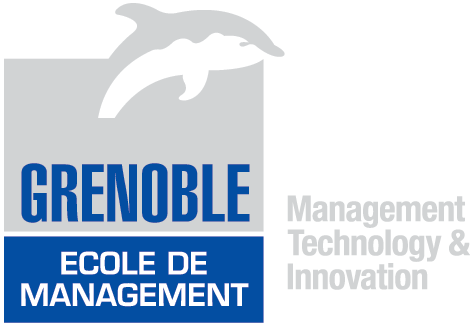 GRENOBLE
ECOLE DE
MANAGEMENT
Management
Technology &
Innovation